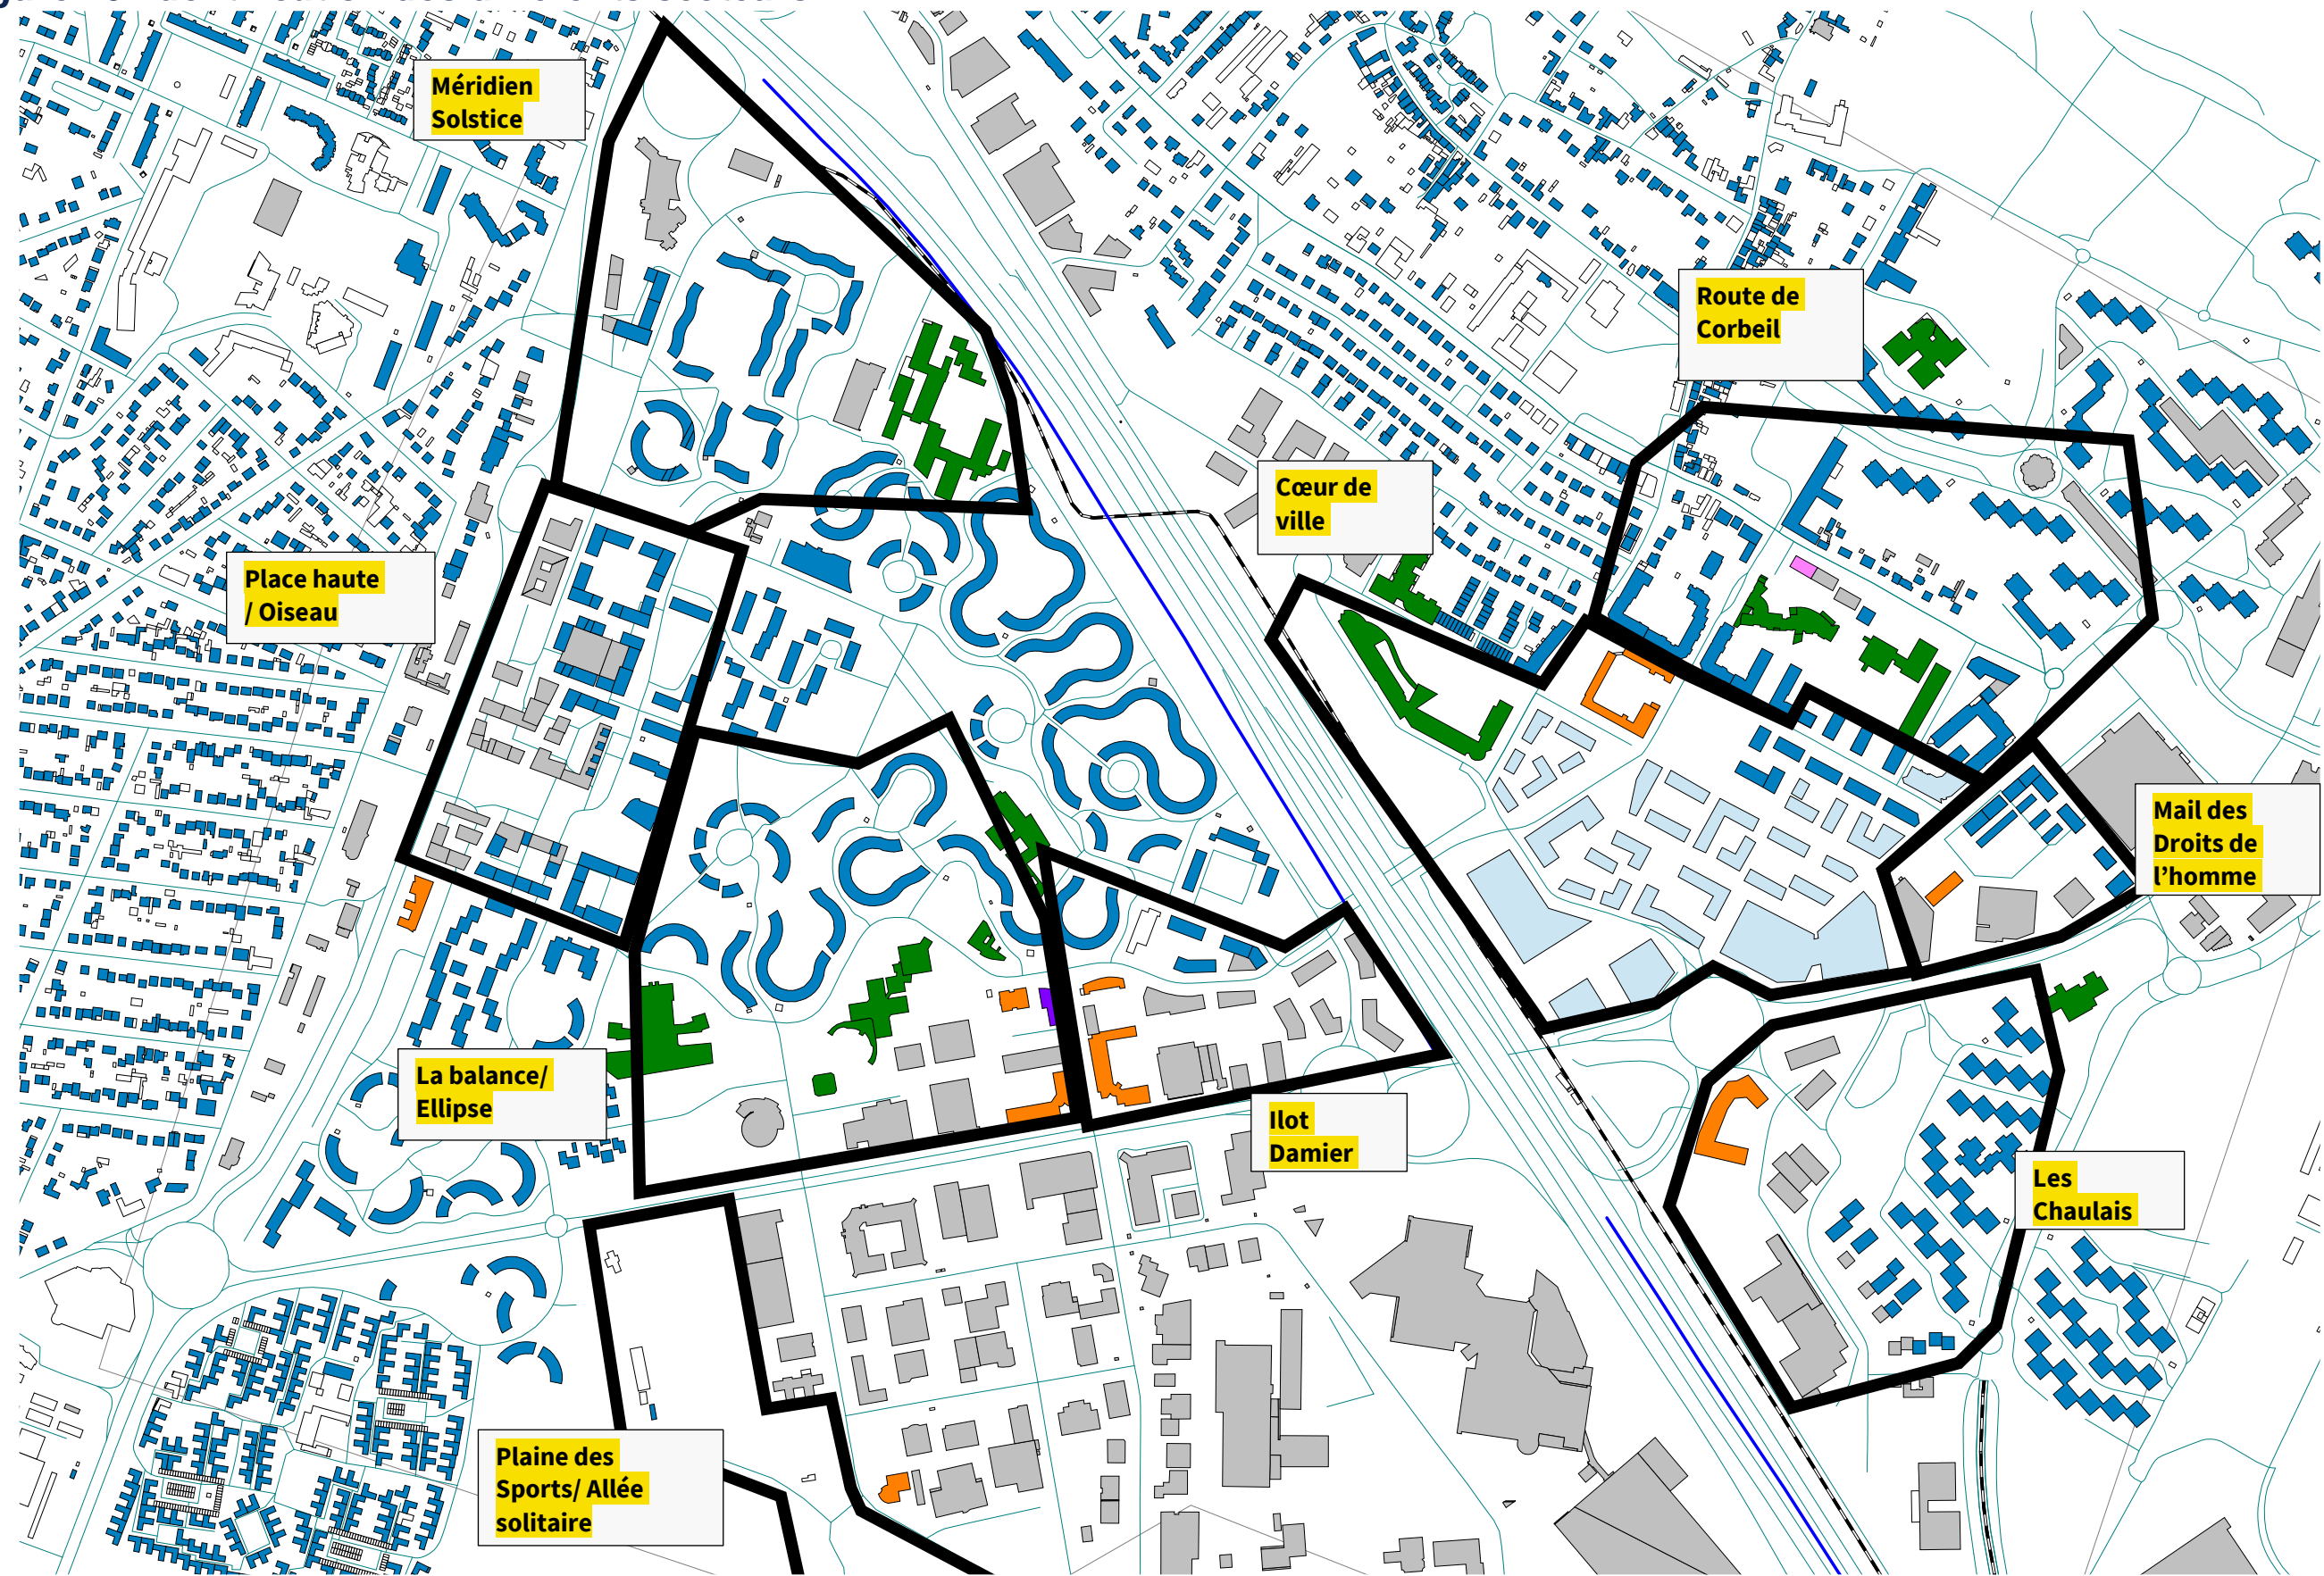 Méridien
Solstice
Route de
Corbeil
Cœur de
ville
Place haute
/ Oiseau
Mail des
Droits de
l’homme
La balance/
Ellipse
Ilot
Damier
Les
Chaulais
Plaine des
Sports/ Allée
solitaire